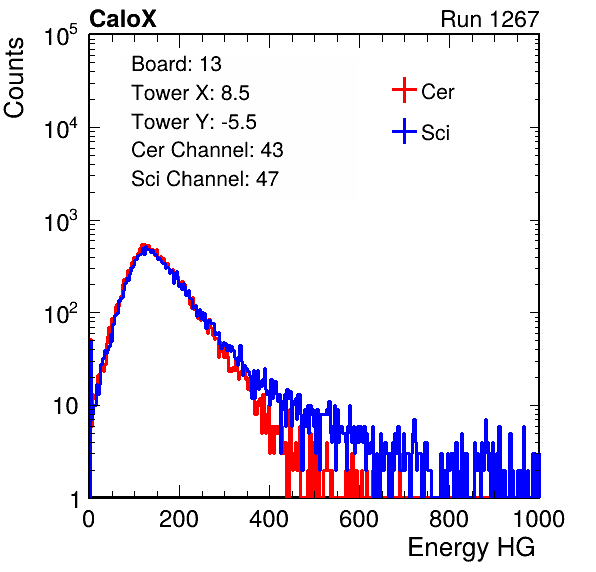 CaloX Run 1267
Board: 13
Tower X: 8.5
Tower Y: -5.5
Cer Channel: 43
Sci Channel: 47
Cer
Sci
Counts
10^5
10^4
10^3
10^2
10
1
0 200 400 600 800 1000
Energy HG